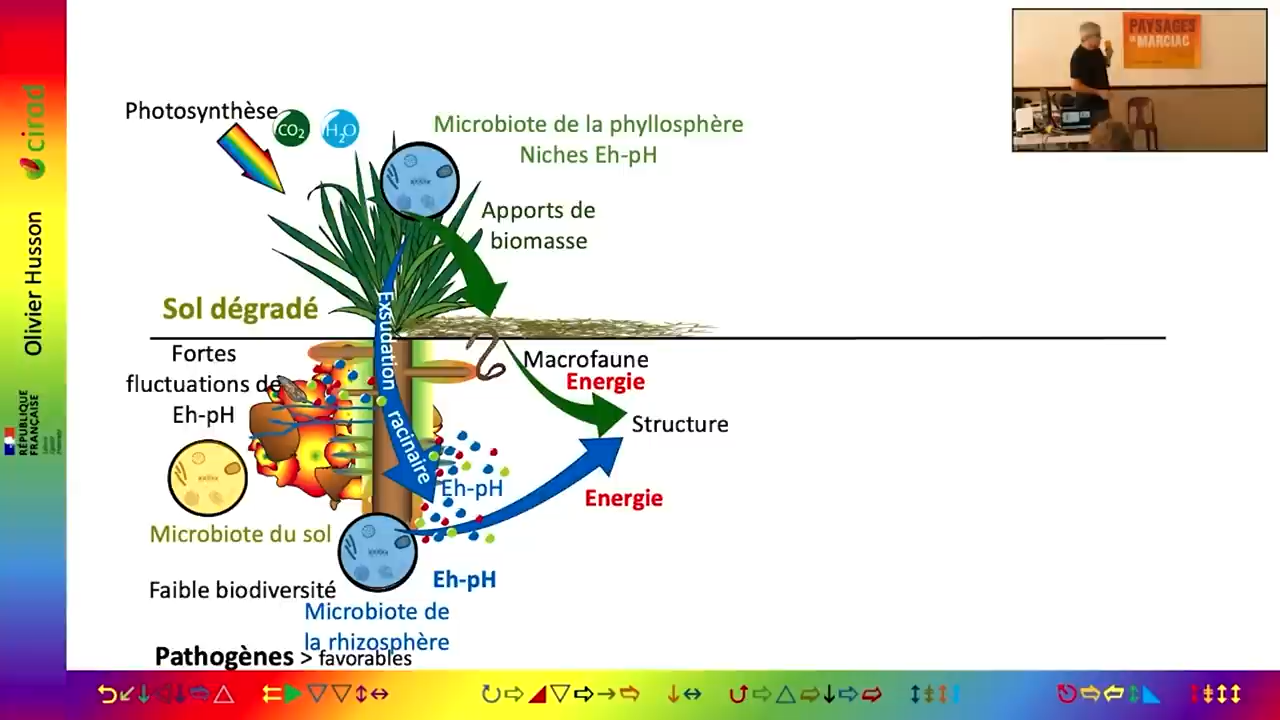 Photosynthèse
CO2
H2O
Microbiote de la phyllosphère
Niches Eh-pH
Apports de
biomasse
Exsudation racinaire
Sol dégradé
Fortes
fluctuations de
Eh-pH
Macrofaune
Energie
Structure
Eh-pH
Energie
Microbiote du sol
Eh-pH
Faible biodiversité
Microbiote de
la rhizosphère
Pathogènes > favorables
cirad
Olivier Husson
RÉPUBLIQUE
FRANÇAISE
PAYSAGES
IN MARCIAC